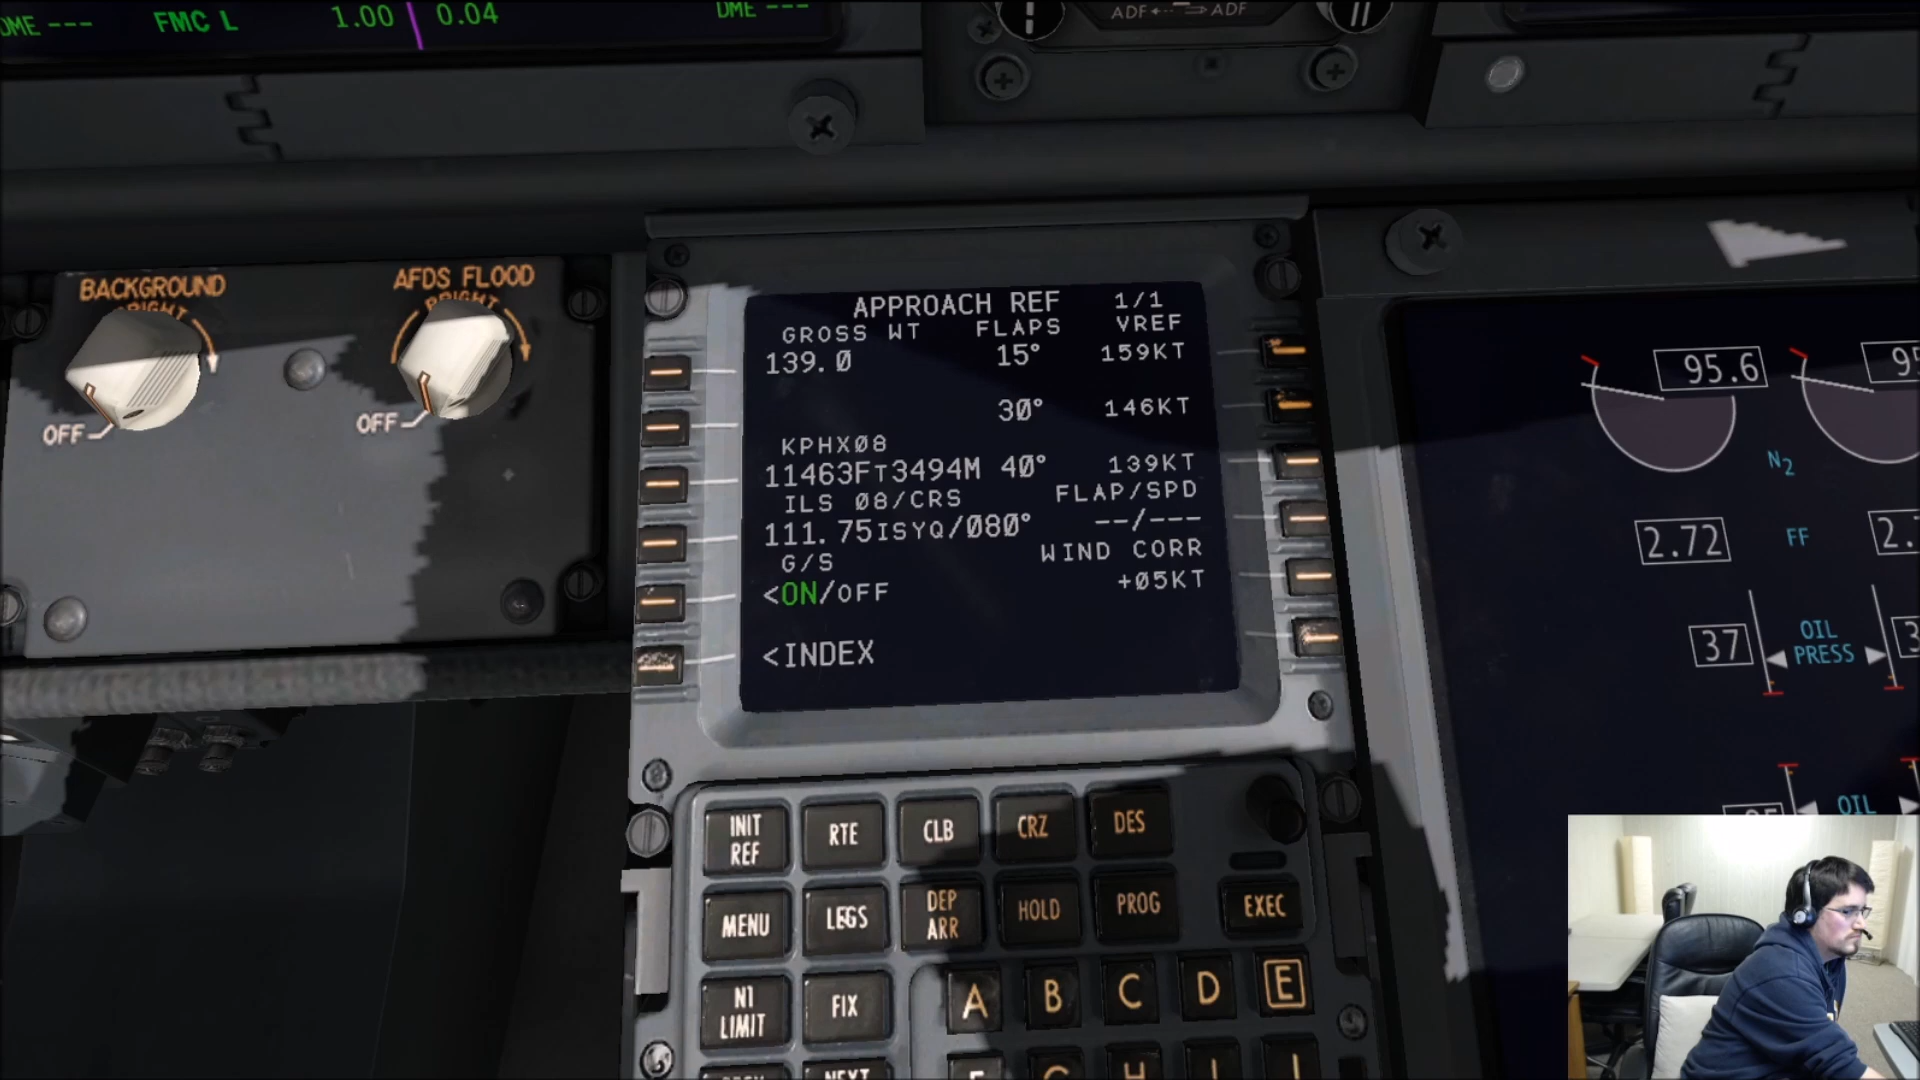 DME --- FMC L 1.00 0.04 DME ---
ADF ADF
BACKGROUND
BRIGHT
OFF
AFDS FLOOD
BRIGHT
OFF
APPROACH REF 1/1
GROSS WT FLAPS VREF
139.0 15° 159KT
30° 146KT
KPHX08
11463FT3494M 40° 139KT
ILS 08/CRS FLAP/SPD
111.75ISYQ/080° --/---
G/S WIND CORR
<ON/OFF +05KT
<INDEX
INIT REF RTE CLB CRZ DES
MENU LEGS DEP ARR HOLD PROG EXEC
N1 LIMIT FIX
A B C D E
NEXT
95.6
N2
2.72 FF
37 OIL PRESS
OIL